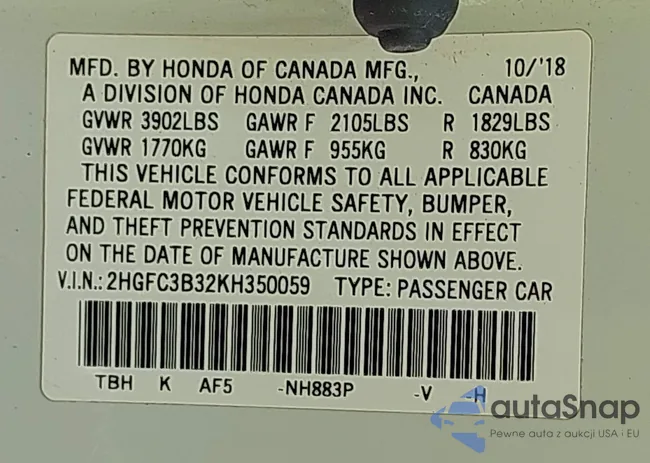 MFD. BY HONDA OF CANADA MFG., 10/'18
A DIVISION OF HONDA CANADA INC. CANADA
GVWR 3902LBS GAWR F 2105LBS R 1829LBS
GVWR 1770KG GAWR F 955KG R 830KG
THIS VEHICLE CONFORMS TO ALL APPLICABLE
FEDERAL MOTOR VEHICLE SAFETY, BUMPER,
AND THEFT PREVENTION STANDARDS IN EFFECT
ON THE DATE OF MANUFACTURE SHOWN ABOVE.
V.I.N.: 2HGFC3B32KH350059 TYPE: PASSENGER CAR
TBH K AF5 -NH883P -V -H
autaSnap
Pewne auta z aukcji USA i EU